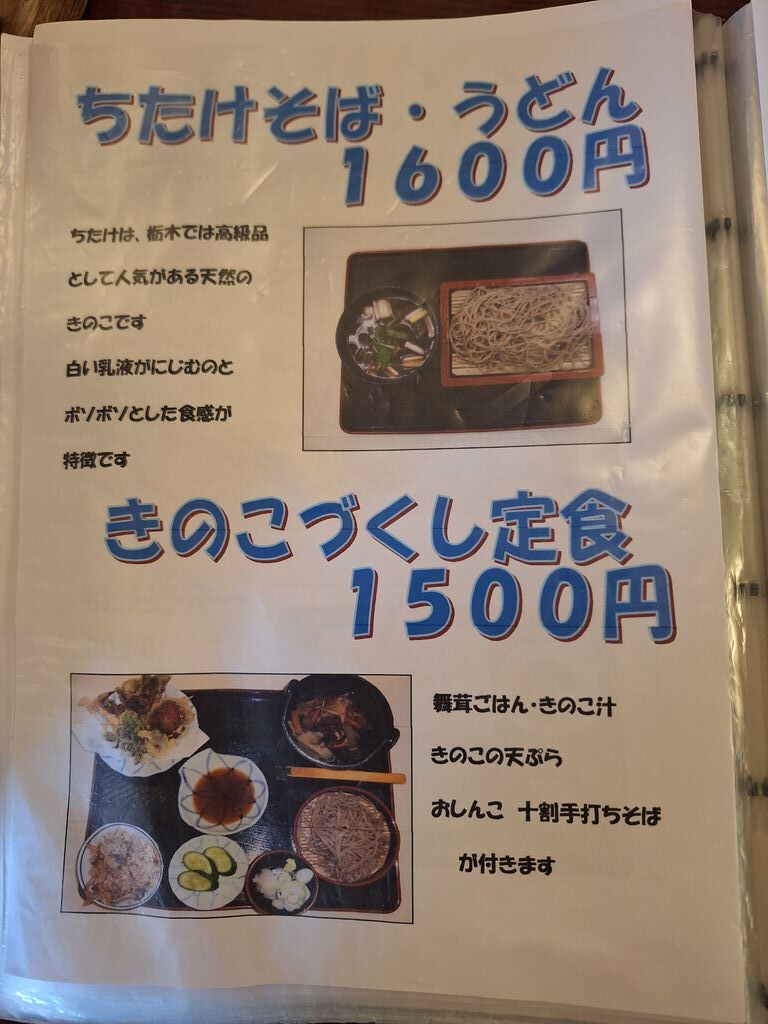 ちたけそば・うどん
1600円
ちたけは、栃木では高級品
として人気がある天然の
きのこです
白い乳液がにじむのと
ボソボソとした食感が
特徴です
きのこづくし定食
1500円
舞茸ごはん・きのこ汁
きのこの天ぷら
おしんこ 十割手打ちそば
が付きます